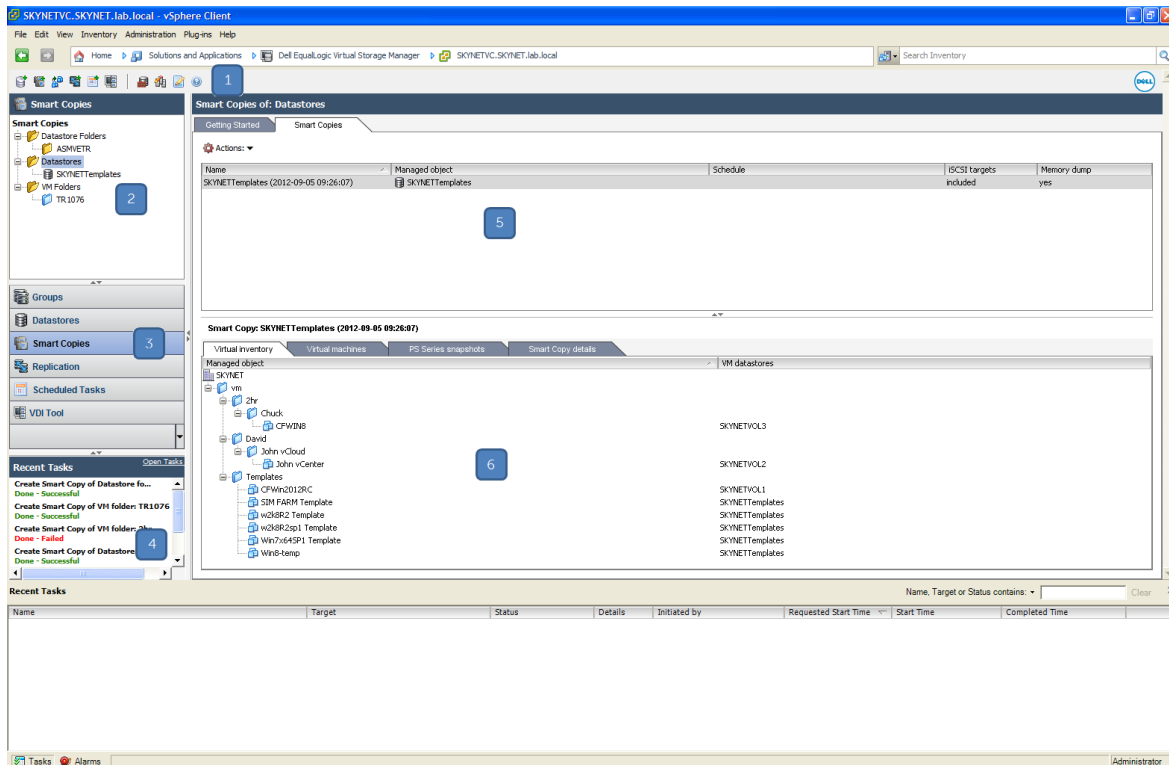 SKYNETVC.SKYNET.lab.local - vSphere Client
File Edit View Inventory Administration Plug-ins Help
Home Solutions and Applications Dell EqualLogic Virtual Storage Manager SKYNETVC.SKYNET.lab.local Search Inventory
1
DELL
Smart Copies
Smart Copies
Datastore Folders
ASMVETR
Datastores
SKYNETTemplates
VM Folders
TR1076
2
Groups
Datastores
Smart Copies
3
Replication
Scheduled Tasks
VDI Tool
Recent Tasks Open Tasks
Create Smart Copy of Datastore fo...
Done - Successful
Create Smart Copy of VM folder: TR1076
Done - Successful
Create Smart Copy of VM folder: 2hr
Done - Failed
Create Smart Copy of Datastore
Done - Successful
4
Smart Copies of: Datastores
Getting Started Smart Copies
Actions:
Name Managed object Schedule iSCSI targets Memory dump
SKYNETTemplates (2012-09-05 09:26:07) SKYNETTemplates included yes
5
Smart Copy: SKYNETTemplates (2012-09-05 09:26:07)
Virtual inventory Virtual machines PS Series snapshots Smart Copy details
Managed object VM datastores
SKYNET
vm
2hr
Chuck
CFWIN8 SKYNETVOL3
David
John vCloud
John vCenter SKYNETVOL2
6
Templates
CFWin2012RC SKYNETVOL1
SIM FARM Template SKYNETTemplates
w2k8R2 Template SKYNETTemplates
w2k8R2sp1 Template SKYNETTemplates
Win7x64SP1 Template SKYNETTemplates
Win8-temp SKYNETTemplates
Recent Tasks Name, Target or Status contains: Clear
Name Target Status Details Initiated by Requested Start Time Start Time Completed Time
Tasks Alarms Administrator